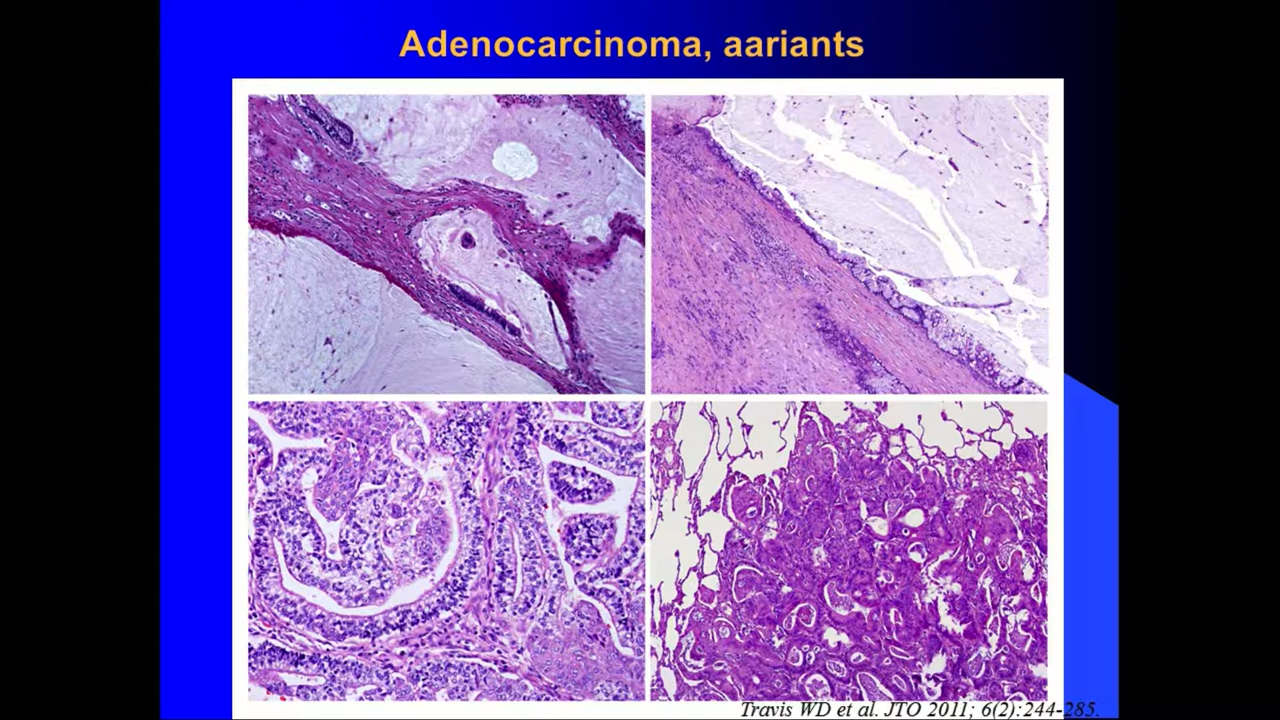 Adenocarcinoma, aariants
Travis WD et al. JTO 2011; 6(2):244-285.